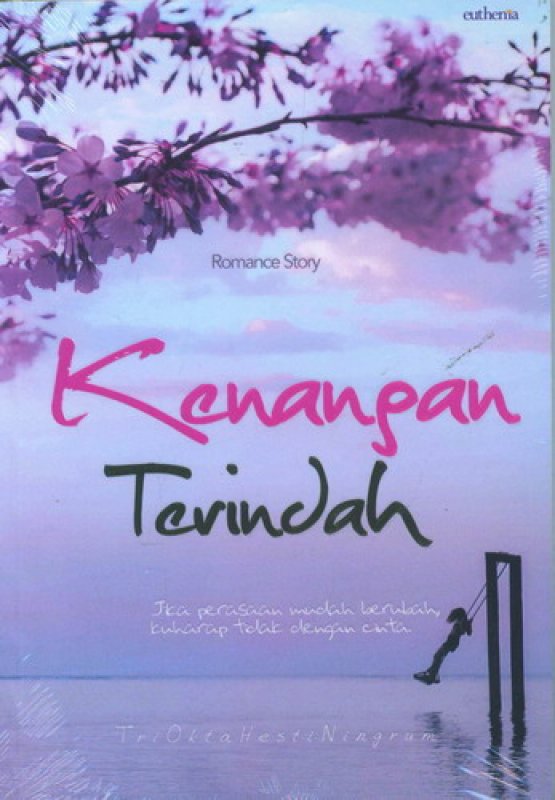 euthenia
Romance Story
Kenangan
Terindah
Jika perasaan mudah berubah,
kuharap tidak dengan cinta.
TriOktaHestiNingrum